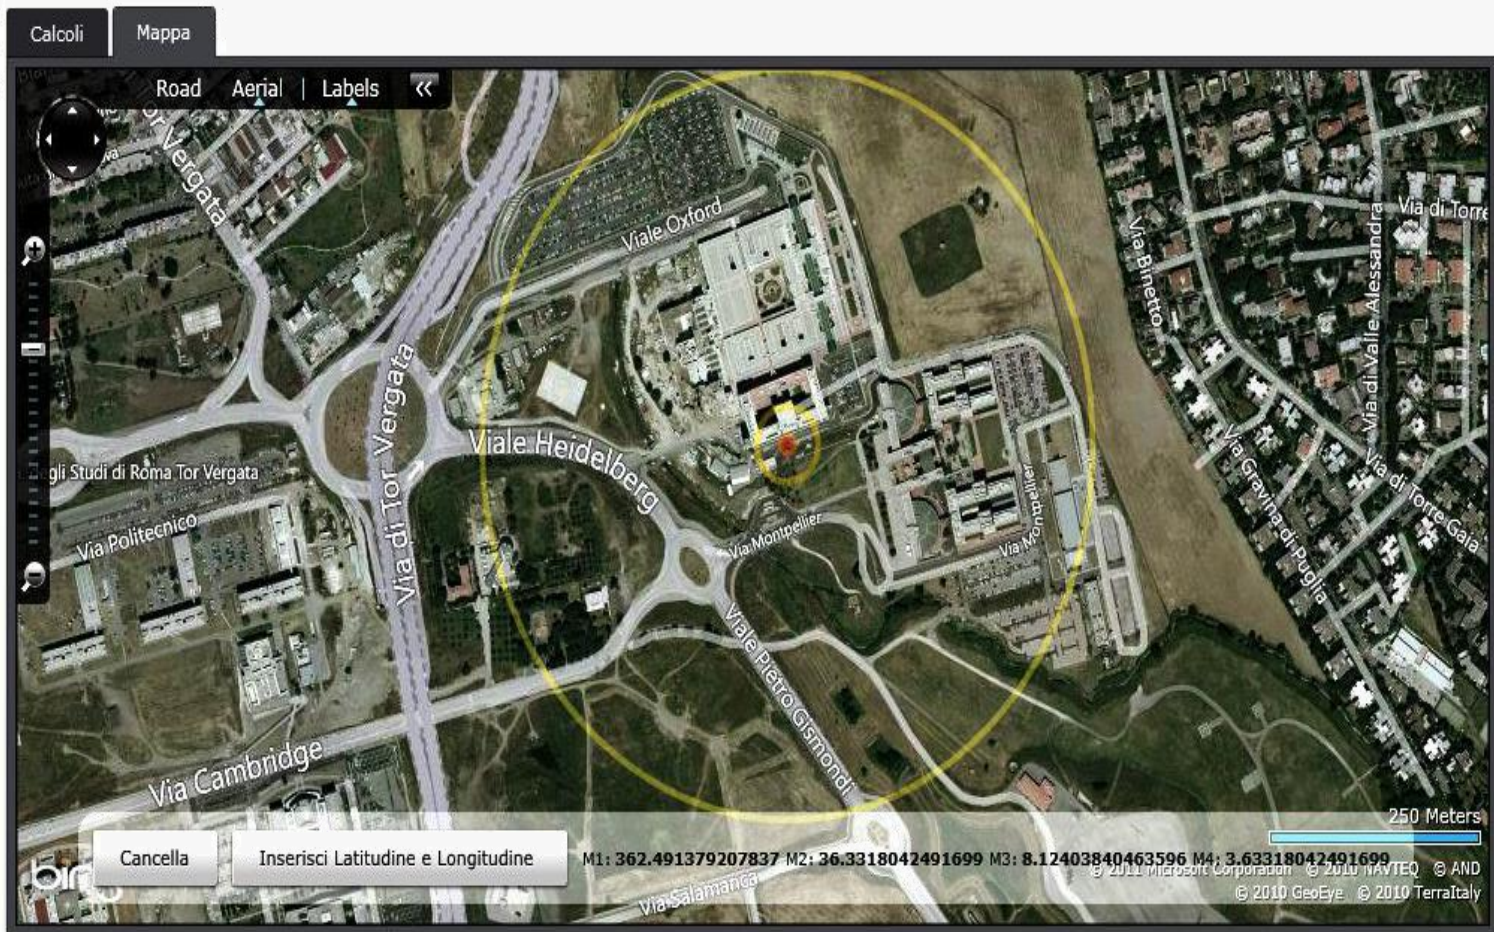 Calcoli
Mappa
Road
Aerial
Labels
Tor Vergata
Viale Oxford
Via di Torre
Via Binetto
Via di Valle Alessandra
Via di Tor Vergata
Viale Heidelberg
degli Studi di Roma Tor Vergata
Via Politecnico
Via Montpellier
Via Montpellier
Via Gravina di Puglia
Via di Torre Gaia
Viale Pietro Gismondi
Via Cambridge
250 Meters
Cancella
Inserisci Latitudine e Longitudine
M1: 362.491379207837 M2: 36.3318042491699 M3: 8.12403840463596 M4: 3.63318042491699
© 2011 Microsoft Corporation © 2010 NAVTEQ © AND
© 2010 GeoEye © 2010 TerraItaly
Via Salamanca